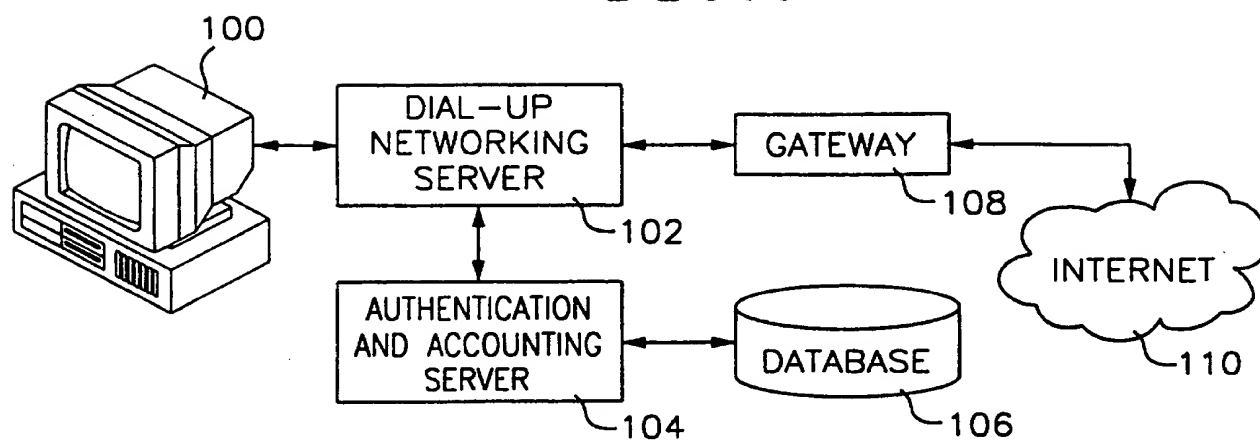 100
DIAL-UP
NETWORKING
SERVER
102
GATEWAY
108
INTERNET
110
AUTHENTICATION
AND ACCOUNTING
SERVER
104
DATABASE
106